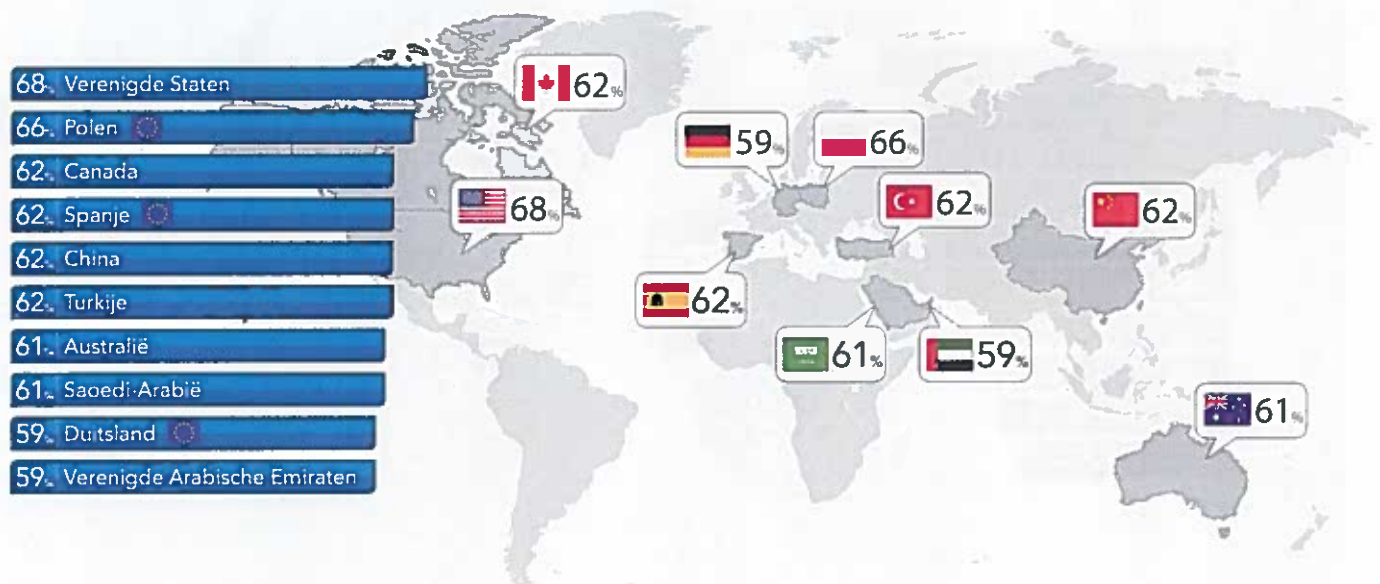 68% Verenigde Staten
66% Polen
62% Canada
62% Spanje
62% China
62% Turkije
61% Australië
61% Saoedi-Arabië
59% Duitsland
59% Verenigde Arabische Emiraten
62%
68%
59%
66%
62%
62%
62%
61%
59%
61%